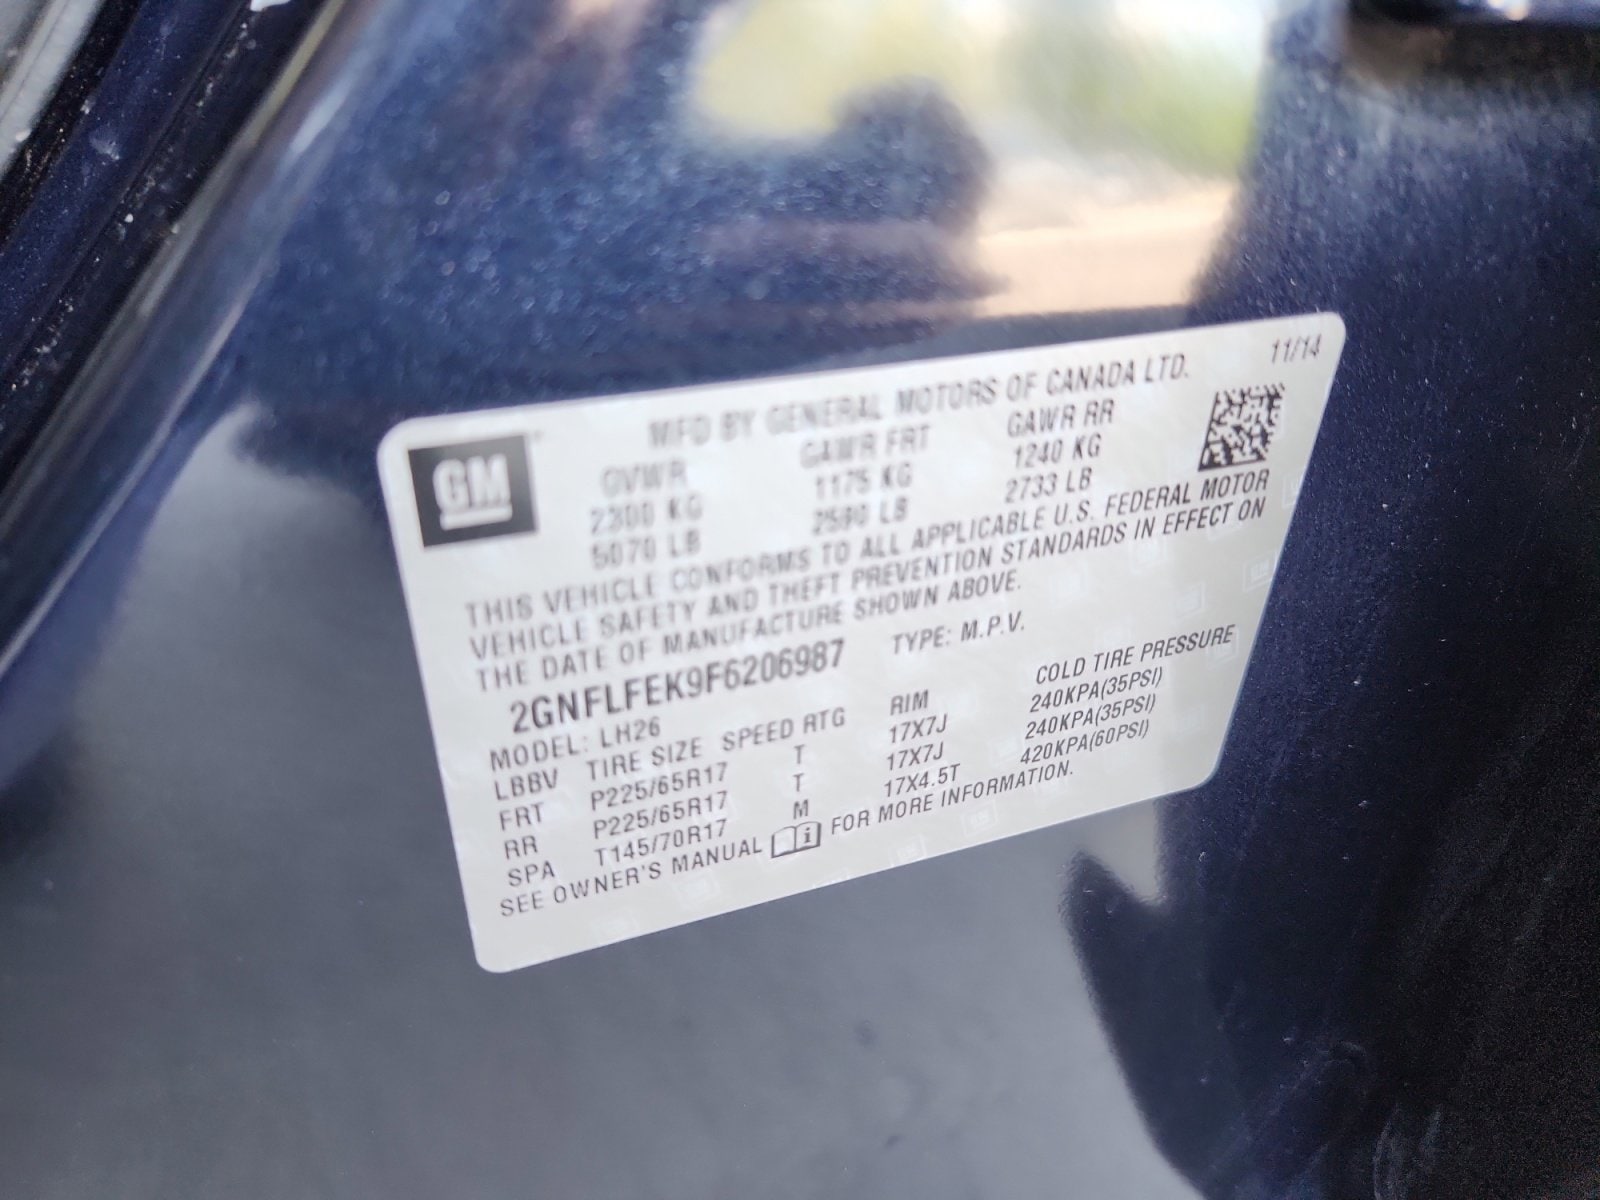 MFD BY GENERAL MOTORS OF CANADA LTD. 11/14
GM
GVWR GAWR FRT GAWR RR
2300 KG 1175 KG 1240 KG
5070 LB 2590 LB 2733 LB
THIS VEHICLE CONFORMS TO ALL APPLICABLE U.S. FEDERAL MOTOR
VEHICLE SAFETY AND THEFT PREVENTION STANDARDS IN EFFECT ON
THE DATE OF MANUFACTURE SHOWN ABOVE.
2GNFLFEK9F6206987 TYPE: M.P.V.
MODEL: LH26
LBBV TIRE SIZE SPEED RTG RIM COLD TIRE PRESSURE
FRT P225/65R17 T 17X7J 240KPA(35PSI)
RR P225/65R17 T 17X7J 240KPA(35PSI)
SPA T145/70R17 M 17X4.5T 420KPA(60PSI)
SEE OWNER'S MANUAL i FOR MORE INFORMATION.